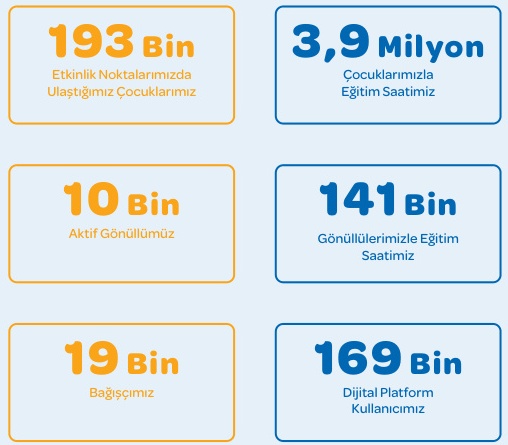 193 Bin
Etkinlik Noktalarımızda
Ulaştığımız Çocuklarımız
3,9 Milyon
Çocuklarımızla
Eğitim Saatimiz
10 Bin
Aktif Gönüllümüz
141 Bin
Gönüllülerimizle Eğitim
Saatimiz
19 Bin
Bağışçımız
169 Bin
Dijital Platform
Kullanıcımız